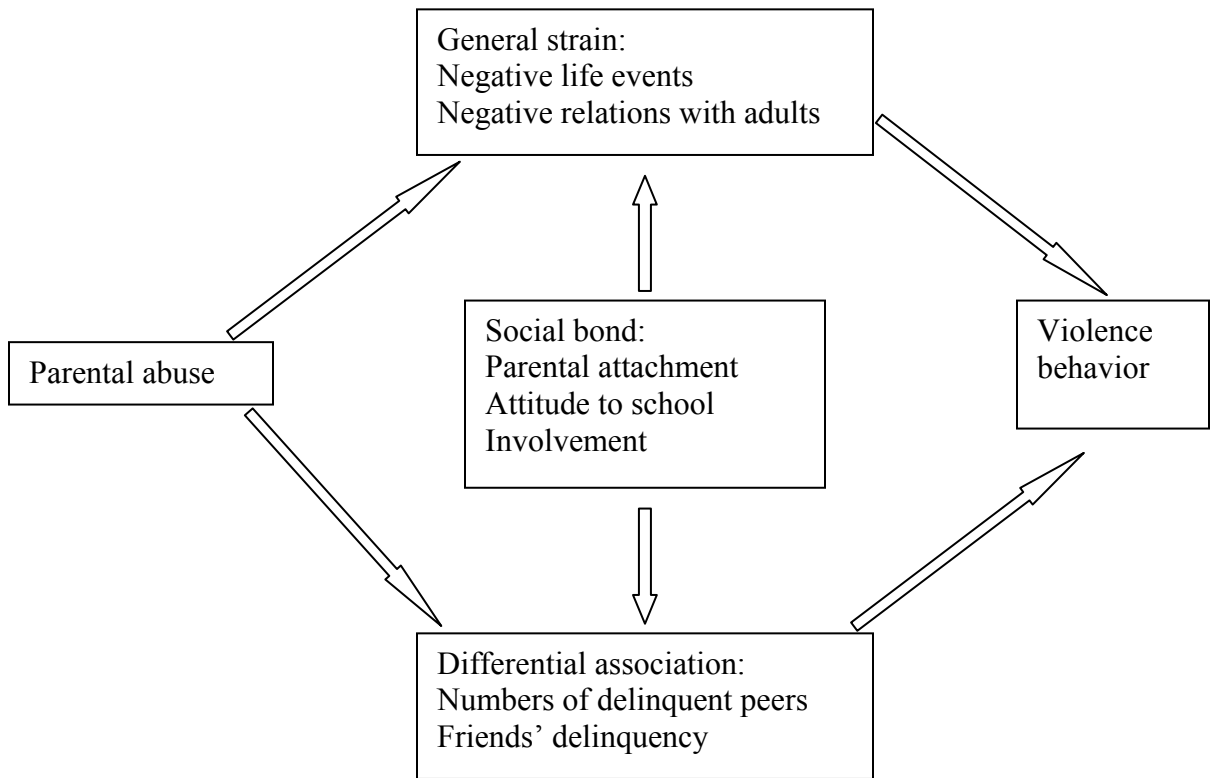 General strain:
Negative life events
Negative relations with adults
Parental abuse
Social bond:
Parental attachment
Attitude to school
Involvement
Violence
behavior
Differential association:
Numbers of delinquent peers
Friends’ delinquency